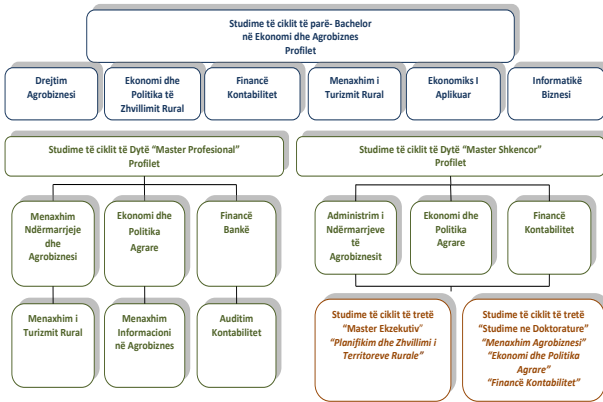 Studime të ciklit të parë- Bachelor
në Ekonomi dhe Agrobiznes
Profilet
Drejtim
Agrobiznesi
Ekonomi dhe
Politika të
Zhvillimit Rural
Financë
Kontabilitet
Menaxhim i
Turizmit Rural
Ekonomiks I
Aplikuar
Informatikë
Biznesi
Studime të ciklit të Dytë “Master Profesional”
Profilet
Studime të ciklit të Dytë “Master Shkencor”
Profilet
Menaxhim
Ndërmarrjeje
dhe
Agrobiznesi
Ekonomi dhe
Politika
Agrare
Financë
Bankë
Administrim i
Ndërmarrjeve
të
Agrobiznesit
Ekonomi dhe
Politika
Agrare
Financë
Kontabilitet
Menaxhim i
Turizmit Rural
Menaxhim
Informacioni
në Agrobiznes
Auditim
Kontabilitet
Studime të ciklit të tretë
“Master Ekzekutiv”
“Planifikim dhe Zhvillimi i
Territoreve Rurale”
Studime të ciklit të tretë
“Studime ne Doktorature”
“Menaxhim Agrobiznesi”
“Ekonomi dhe Politika
Agrare”
“Financë Kontabilitet”